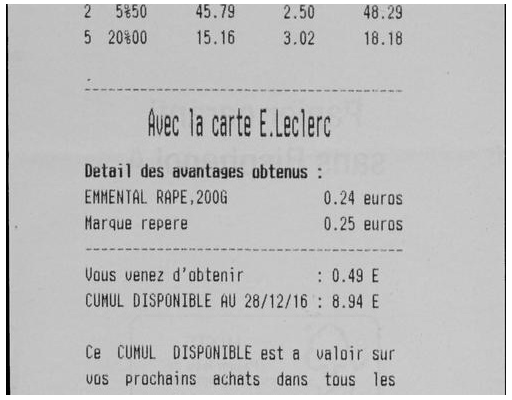 2 5%50 45.79 2.50 48.29
5 20%00 15.16 3.02 18.18
Avec la carte E.Leclerc
Detail des avantages obtenus :
EMMENTAL RAPE,200G 0.24 euros
Marque repere 0.25 euros
Vous venez d'obtenir : 0.49 E
CUMUL DISPONIBLE AU 28/12/16 : 8.94 E
Ce CUMUL DISPONIBLE est a valoir sur
vos prochains achats dans tous les